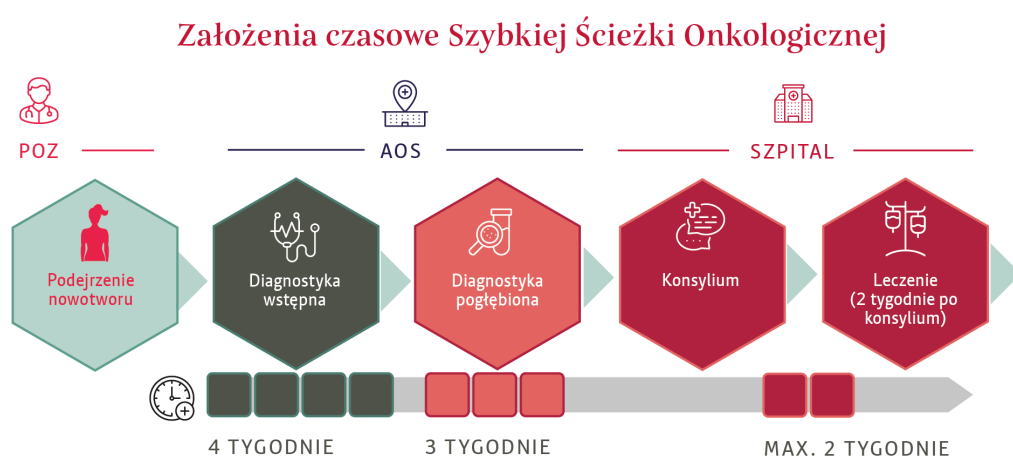 Założenia czasowe Szybkiej Ścieżki Onkologicznej
POZ
AOS
SZPITAL
Podejrzenie
nowotworu
Diagnostyka
wstępna
Diagnostyka
pogłębiona
Konsylium
Leczenie
(2 tygodnie po
konsylium)
4 TYGODNIE
3 TYGODNIE
MAX. 2 TYGODNIE